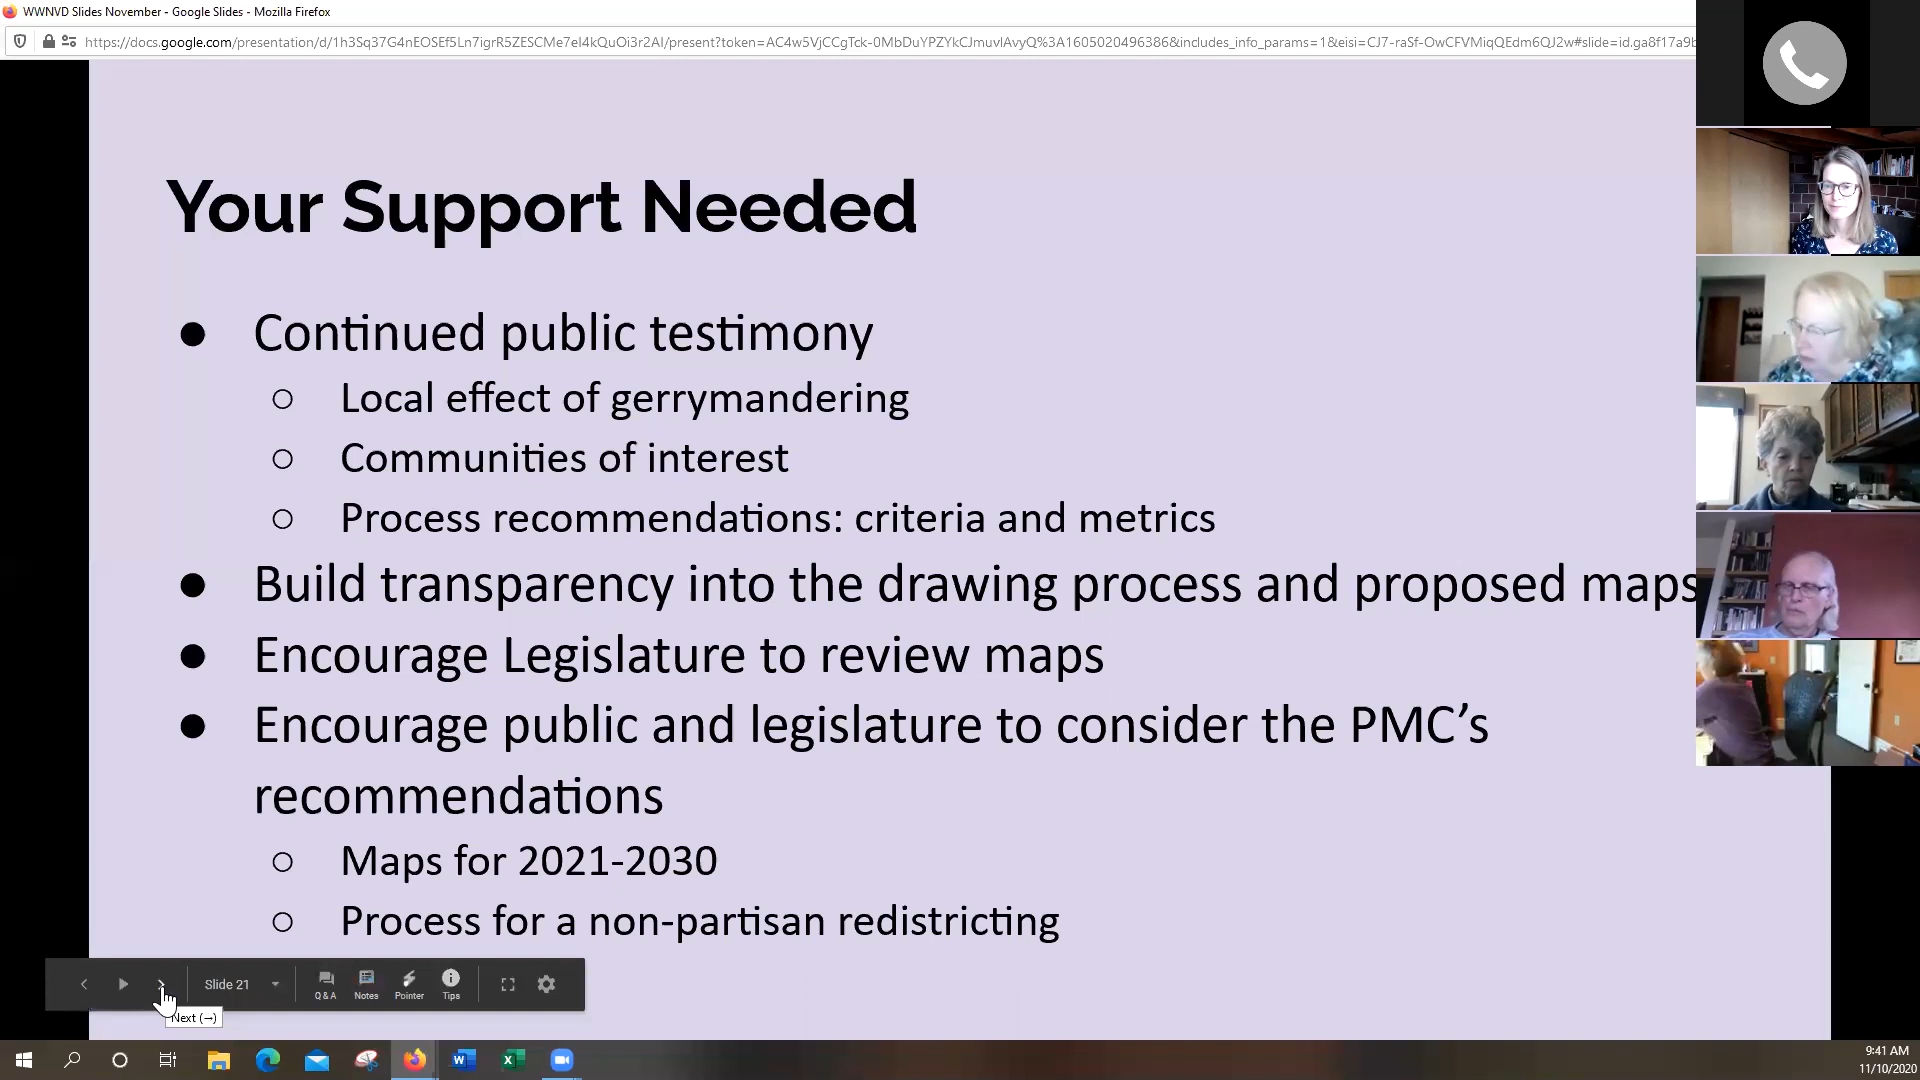 WWNVD Slides November - Google Slides - Mozilla Firefox
https://docs.google.com/presentation/d/1h3Sq37G4nEOSEf5Ln7igrR5ZESCMe7eI4kQuOi3r2AI/present?token=AC4w5VjCCgTck-0MbDuYPZYkCJmuvlAvyQ%3A1605020496386&includes_info_params=1&eisi=CJ7-raSf-OwCFVMiqQEdm6QJ2w#slide=id.ga8f17a9b
Your Support Needed
● Continued public testimony
○ Local effect of gerrymandering
○ Communities of interest
○ Process recommendations: criteria and metrics
● Build transparency into the drawing process and proposed maps
● Encourage Legislature to review maps
● Encourage public and legislature to consider the PMC’s
recommendations
○ Maps for 2021-2030
○ Process for a non-partisan redistricting
Slide 21
Q & A Notes Pointer Tips
Next (→)
9:41 AM
11/10/2020